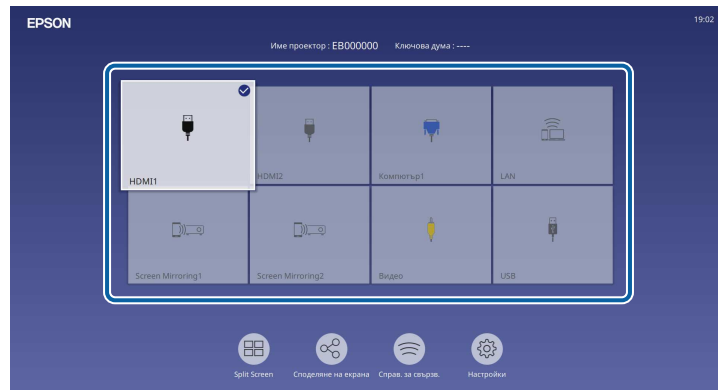 EPSON
19:02
Име проектор : EB000000 Ключова дума : ----
HDMI1
HDMI2
Компютър1
LAN
Screen Mirroring1
Screen Mirroring2
Видео
USB
Split Screen
Споделяне на екрана
Справ. за свързв.
Настройки